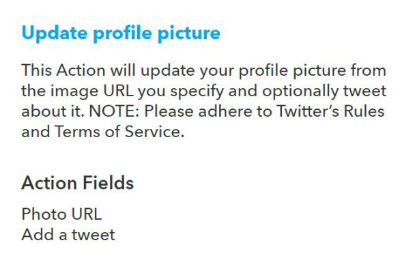 Update profile picture
This Action will update your profile picture from
the image URL you specify and optionally tweet
about it. NOTE: Please adhere to Twitter's Rules
and Terms of Service.
Action Fields
Photo URL
Add a tweet